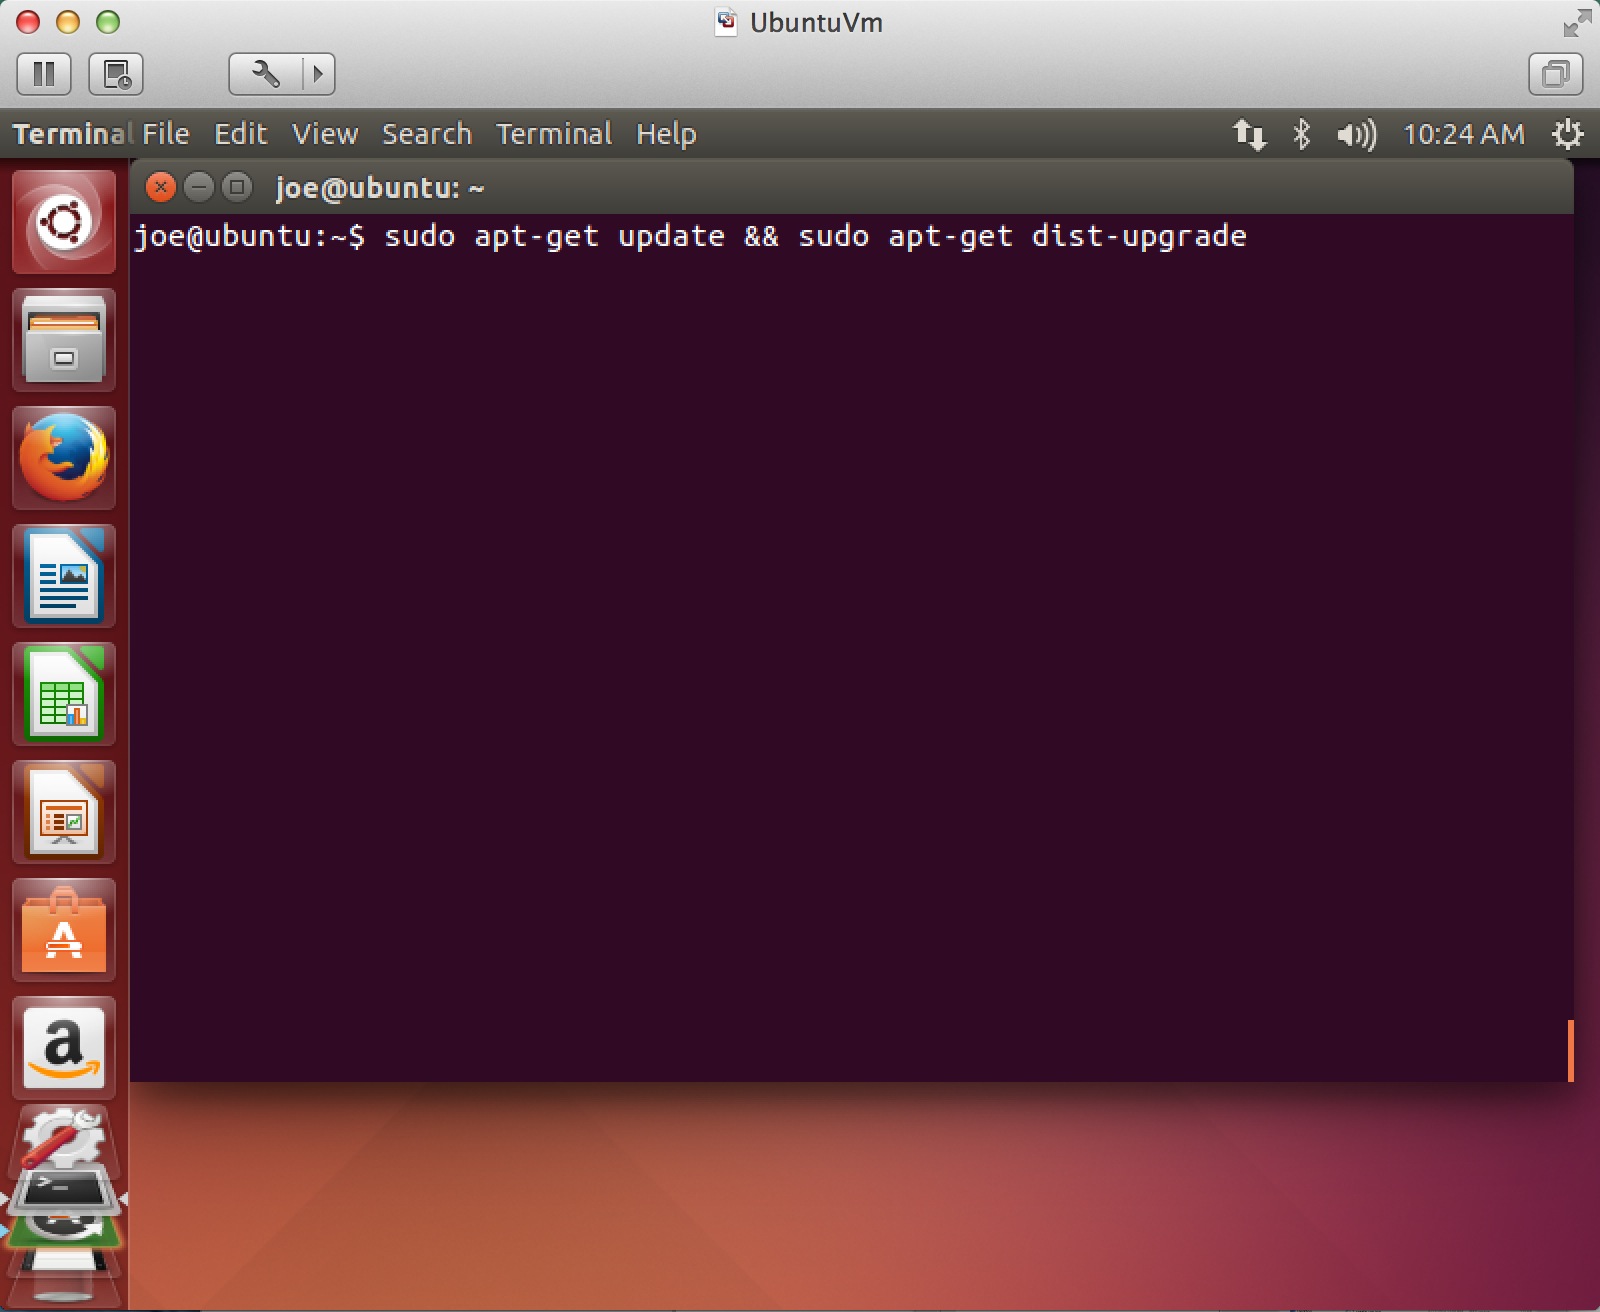 UbuntuVm
Terminal File Edit View Search Terminal Help 10:24 AM
joe@ubuntu: ~
joe@ubuntu:~$ sudo apt-get update && sudo apt-get dist-upgrade